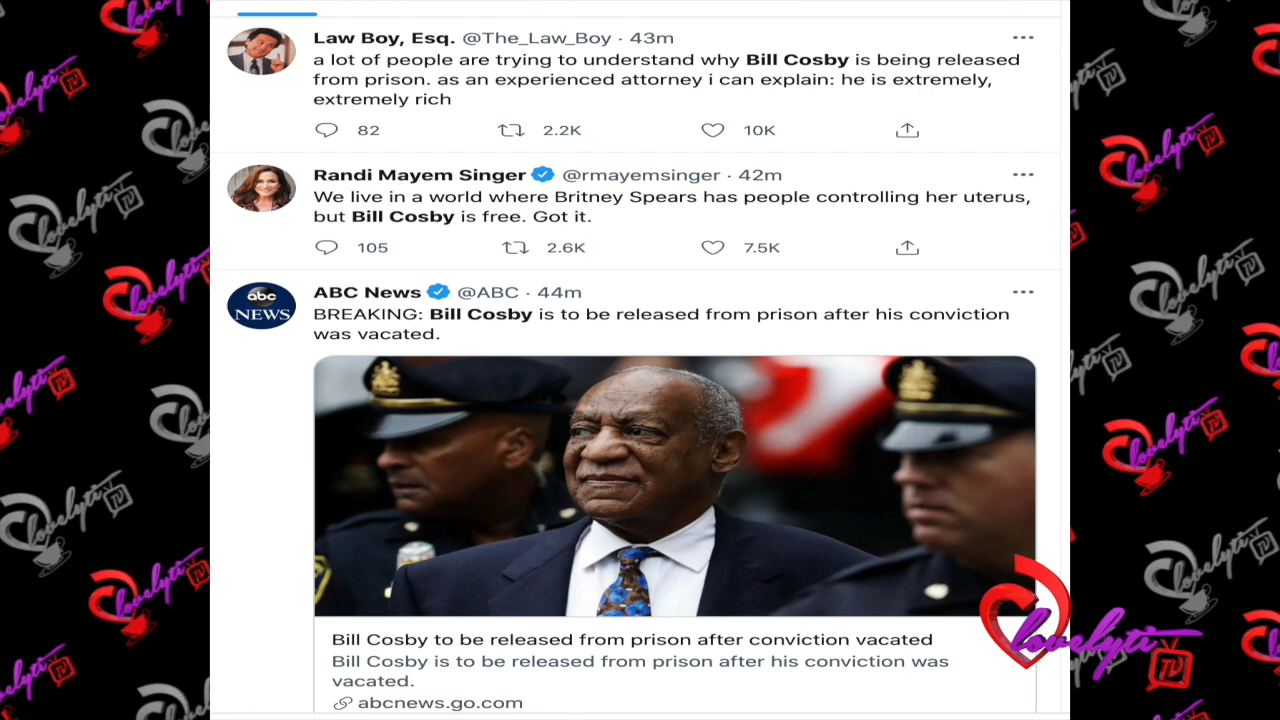 Law Boy, Esq. @The_Law_Boy · 43m
a lot of people are trying to understand why Bill Cosby is being released
from prison. as an experienced attorney i can explain: he is extremely,
extremely rich
82 2.2K 10K
Randi Mayem Singer @rmayemsinger · 42m
We live in a world where Britney Spears has people controlling her uterus,
but Bill Cosby is free. Got it.
105 2.6K 7.5K
abc
NEWS
ABC News @ABC · 44m
BREAKING: Bill Cosby is to be released from prison after his conviction
was vacated.
Bill Cosby to be released from prison after conviction vacated
Bill Cosby is to be released from prison after his conviction was
vacated.
abcnews.go.com
lovelyti
TV